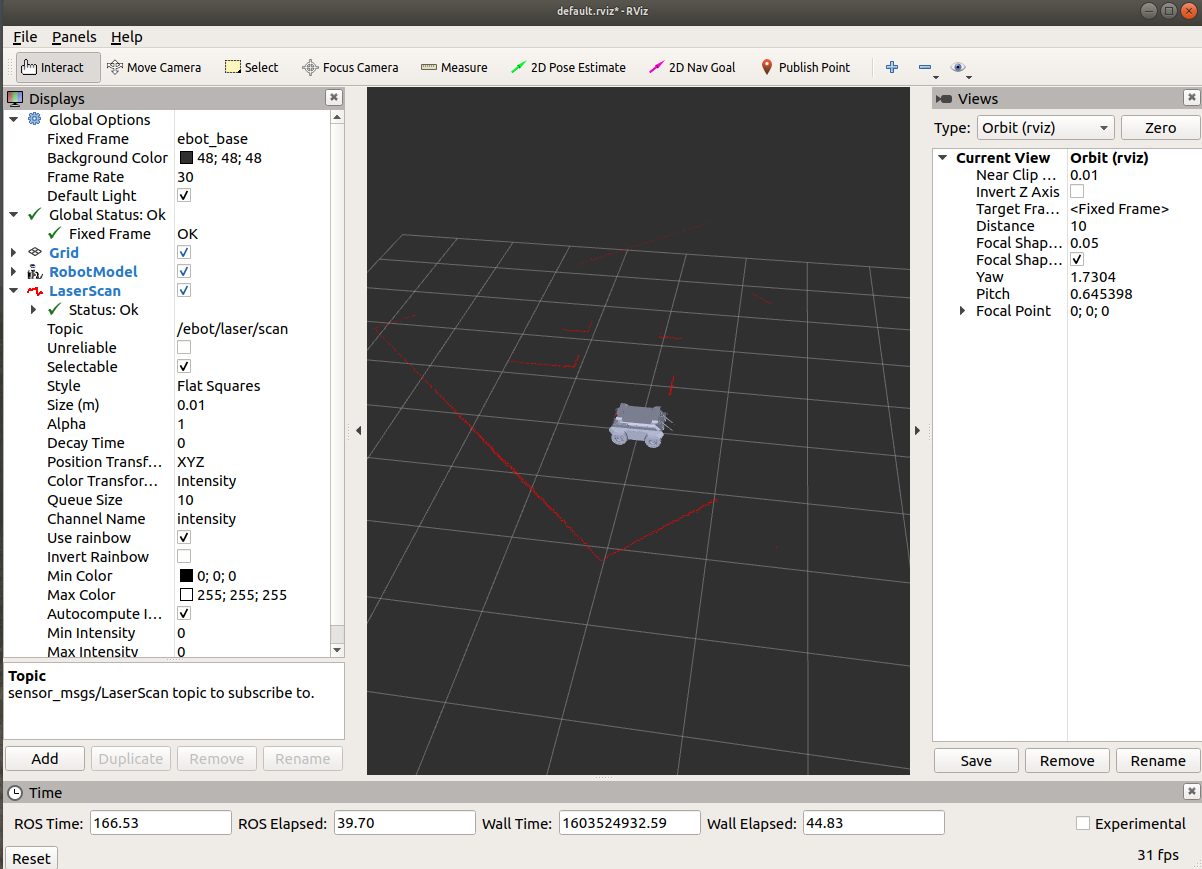 default.rviz* - RViz
File Panels Help
Interact Move Camera Select Focus Camera Measure 2D Pose Estimate 2D Nav Goal Publish Point
Displays
Global Options
Fixed Frame ebot_base
Background Color 48; 48; 48
Frame Rate 30
Default Light
Global Status: Ok
Fixed Frame OK
Grid
RobotModel
LaserScan
Status: Ok
Topic /ebot/laser/scan
Unreliable
Selectable
Style Flat Squares
Size (m) 0.01
Alpha 1
Decay Time 0
Position Transf... XYZ
Color Transfor... Intensity
Queue Size 10
Channel Name intensity
Use rainbow
Invert Rainbow
Min Color 0; 0; 0
Max Color 255; 255; 255
Autocompute I...
Min Intensity 0
Max Intensity 0
Topic
sensor_msgs/LaserScan topic to subscribe to.
Add Duplicate Remove Rename
Views
Type: Orbit (rviz) Zero
Current View Orbit (rviz)
Near Clip ... 0.01
Invert Z Axis
Target Fra... <Fixed Frame>
Distance 10
Focal Shap... 0.05
Focal Shap...
Yaw 1.7304
Pitch 0.645398
Focal Point 0; 0; 0
Save Remove Rename
Time
ROS Time: 166.53 ROS Elapsed: 39.70 Wall Time: 1603524932.59 Wall Elapsed: 44.83 Experimental
Reset 31 fps